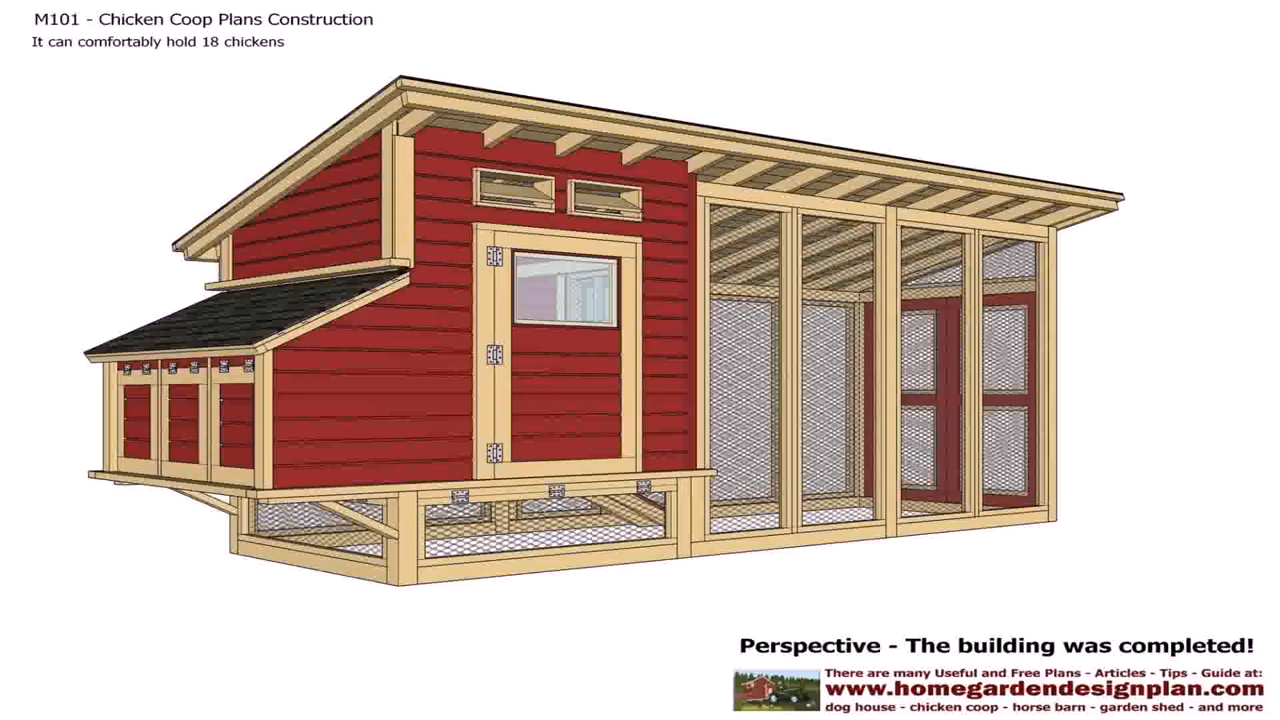 M101 - Chicken Coop Plans Construction
It can comfortably hold 18 chickens
Perspective - The building was completed!
There are many Useful and Free Plans - Articles - Tips - Guide at:
www.homegardendesignplan.com
dog house - chicken coop - horse barn - garden shed - and more